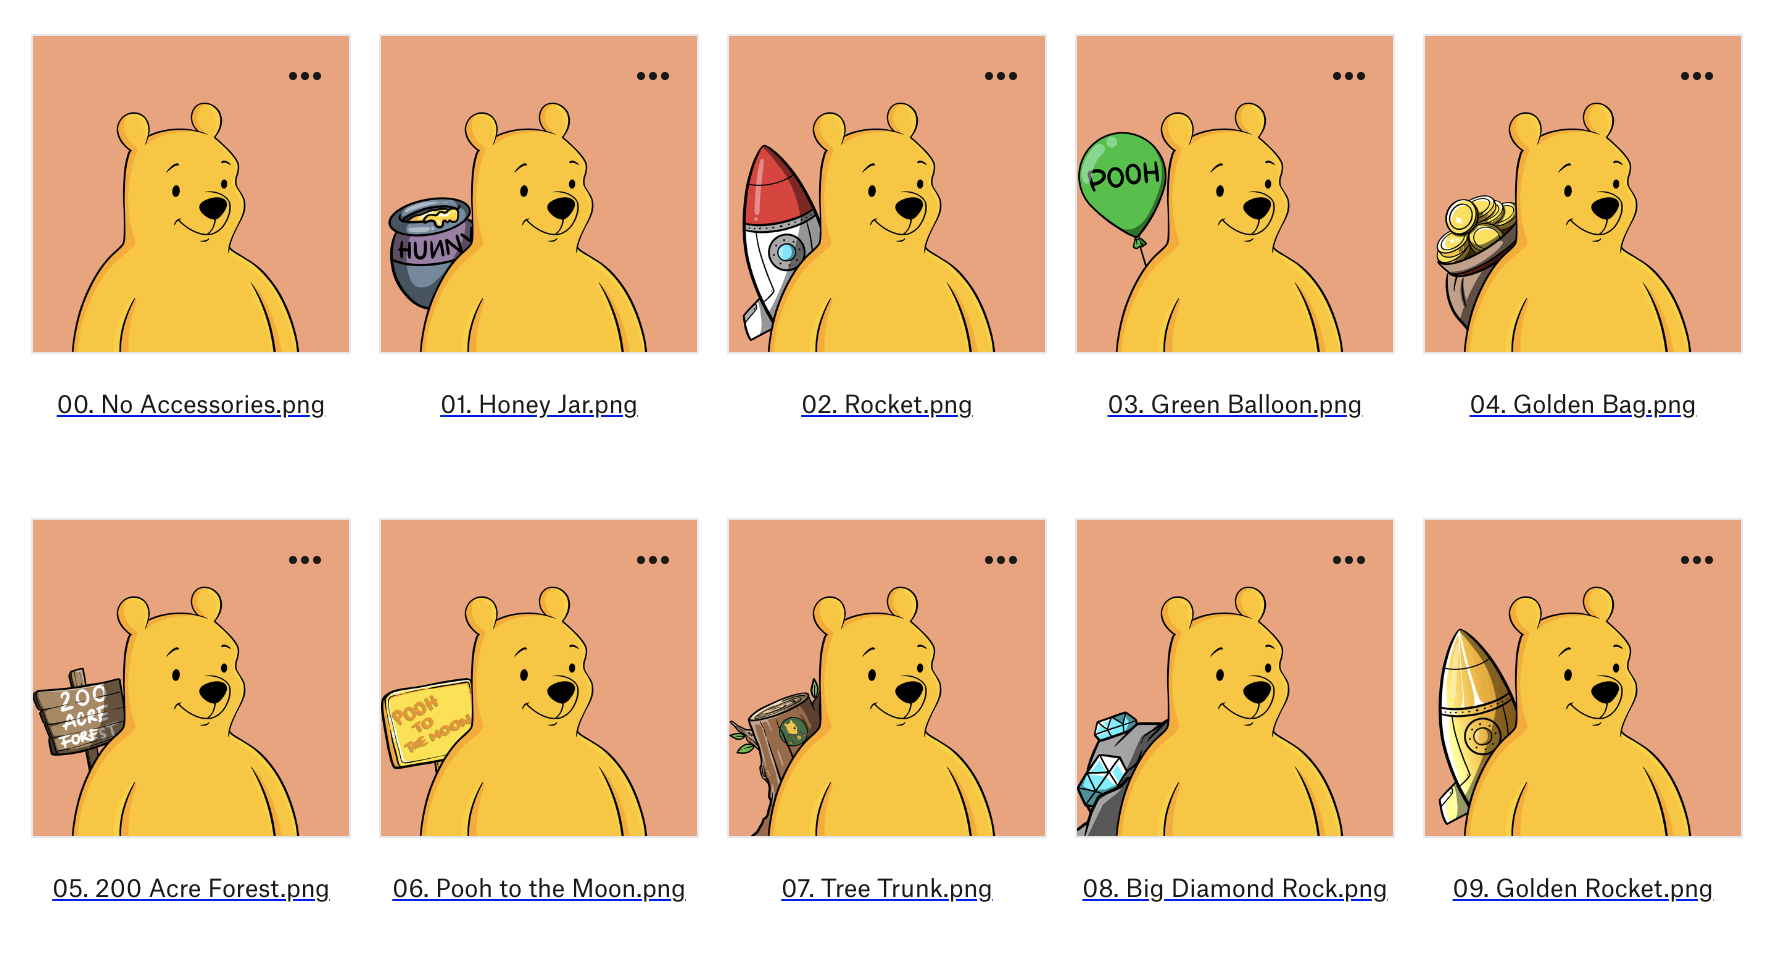 HUNNY
POOH
00. No Accessories.png
01. Honey Jar.png
02. Rocket.png
03. Green Balloon.png
04. Golden Bag.png
200
ACRE
FOREST
POOH
TO
THE MOON
05. 200 Acre Forest.png
06. Pooh to the Moon.png
07. Tree Trunk.png
08. Big Diamond Rock.png
09. Golden Rocket.png